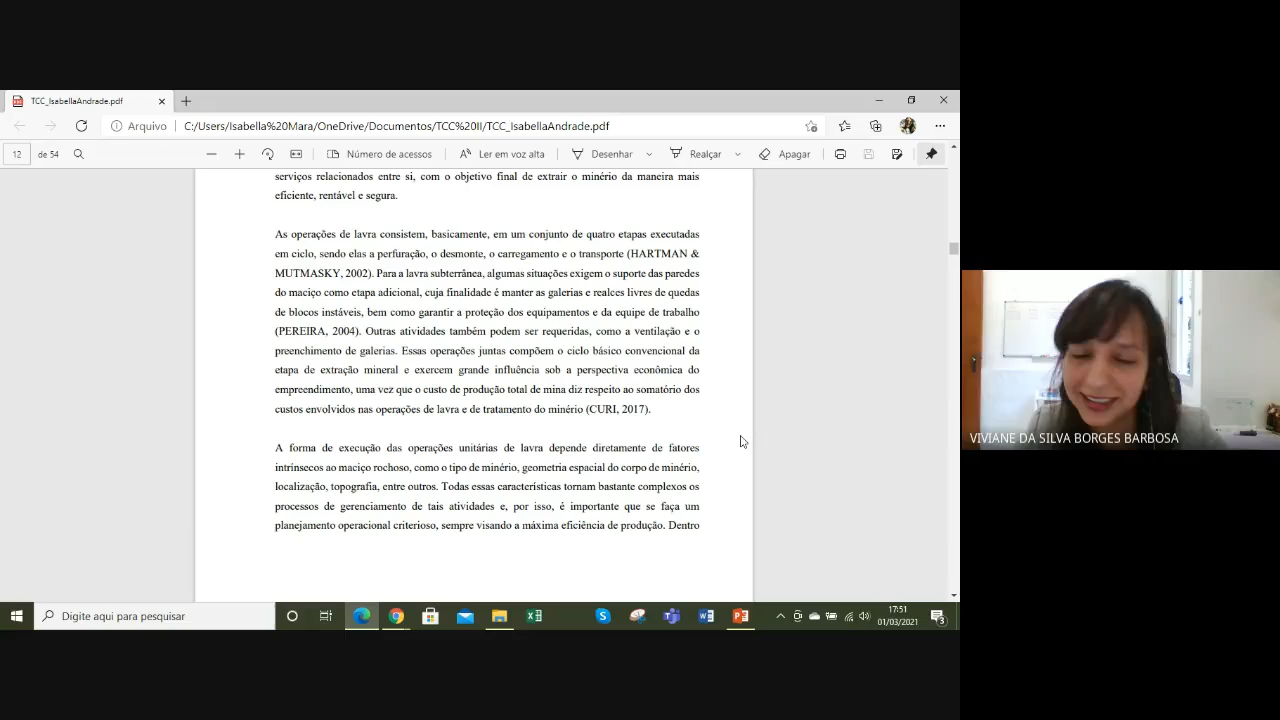 TCC_IsabellaAndrade.pdf
Arquivo
C:/Users/Isabella%20Mara/OneDrive/Documentos/TCC%20II/TCC_IsabellaAndrade.pdf
12 de 54
Número de acessos
Ler em voz alta
Desenhar
Realçar
Apagar
serviços relacionados entre si, com o objetivo final de extrair o minério da maneira mais
eficiente, rentável e segura.
As operações de lavra consistem, basicamente, em um conjunto de quatro etapas executadas
em ciclo, sendo elas a perfuração, o desmonte, o carregamento e o transporte (HARTMAN &
MUTMASKY, 2002). Para a lavra subterrânea, algumas situações exigem o suporte das paredes
do maciço como etapa adicional, cuja finalidade é manter as galerias e realces livres de quedas
de blocos instáveis, bem como garantir a proteção dos equipamentos e da equipe de trabalho
(PEREIRA, 2004). Outras atividades também podem ser requeridas, como a ventilação e o
preenchimento de galerias. Essas operações juntas compõem o ciclo básico convencional da
etapa de extração mineral e exercem grande influência sob a perspectiva econômica do
empreendimento, uma vez que o custo de produção total de mina diz respeito ao somatório dos
custos envolvidos nas operações de lavra e de tratamento do minério (CURI, 2017).
A forma de execução das operações unitárias de lavra depende diretamente de fatores
intrínsecos ao maciço rochoso, como o tipo de minério, geometria espacial do corpo de minério,
localização, topografia, entre outros. Todas essas características tornam bastante complexos os
processos de gerenciamento de tais atividades e, por isso, é importante que se faça um
planejamento operacional criterioso, sempre visando a máxima eficiência de produção. Dentro
VIVIANE DA SILVA BORGES BARBOSA
Digite aqui para pesquisar
17:51
01/03/2021
3